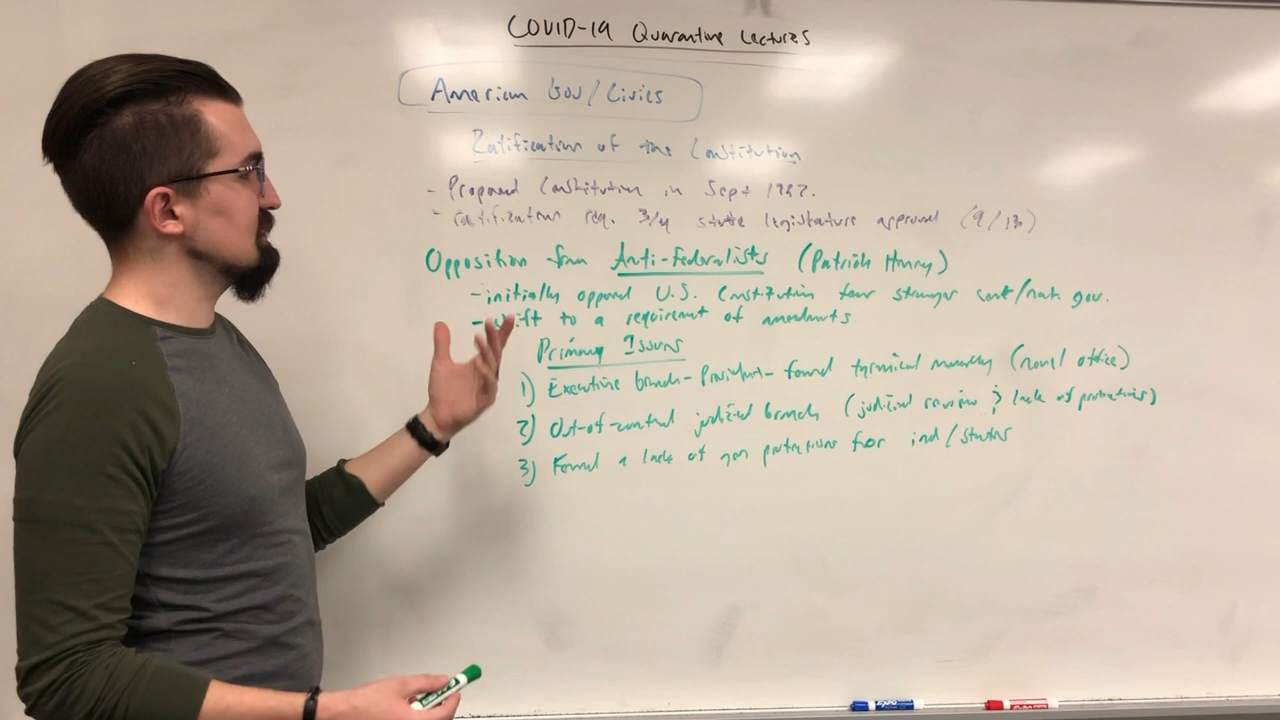 COVID-19 Quarantine Lectures
American Gov/Civics
Ratification of the Constitution
- Proposed Constitution in Sept 1787.
- ratification req. 3/4 state legislature approval (9/13)
Opposition from Anti-Federalists (Patrick Henry)
- initially opposed U.S. Constitution fear stronger cent/nat. gov.
- shift to a requirement of amendments
Primary Issues
1) Executive branch - President - feared tyrannical monarchy (novel office)
2) Out-of-control judicial branch (judicial review & lack of protections)
3) Feared a lack of protections for ind/states
EXPO
EXPO